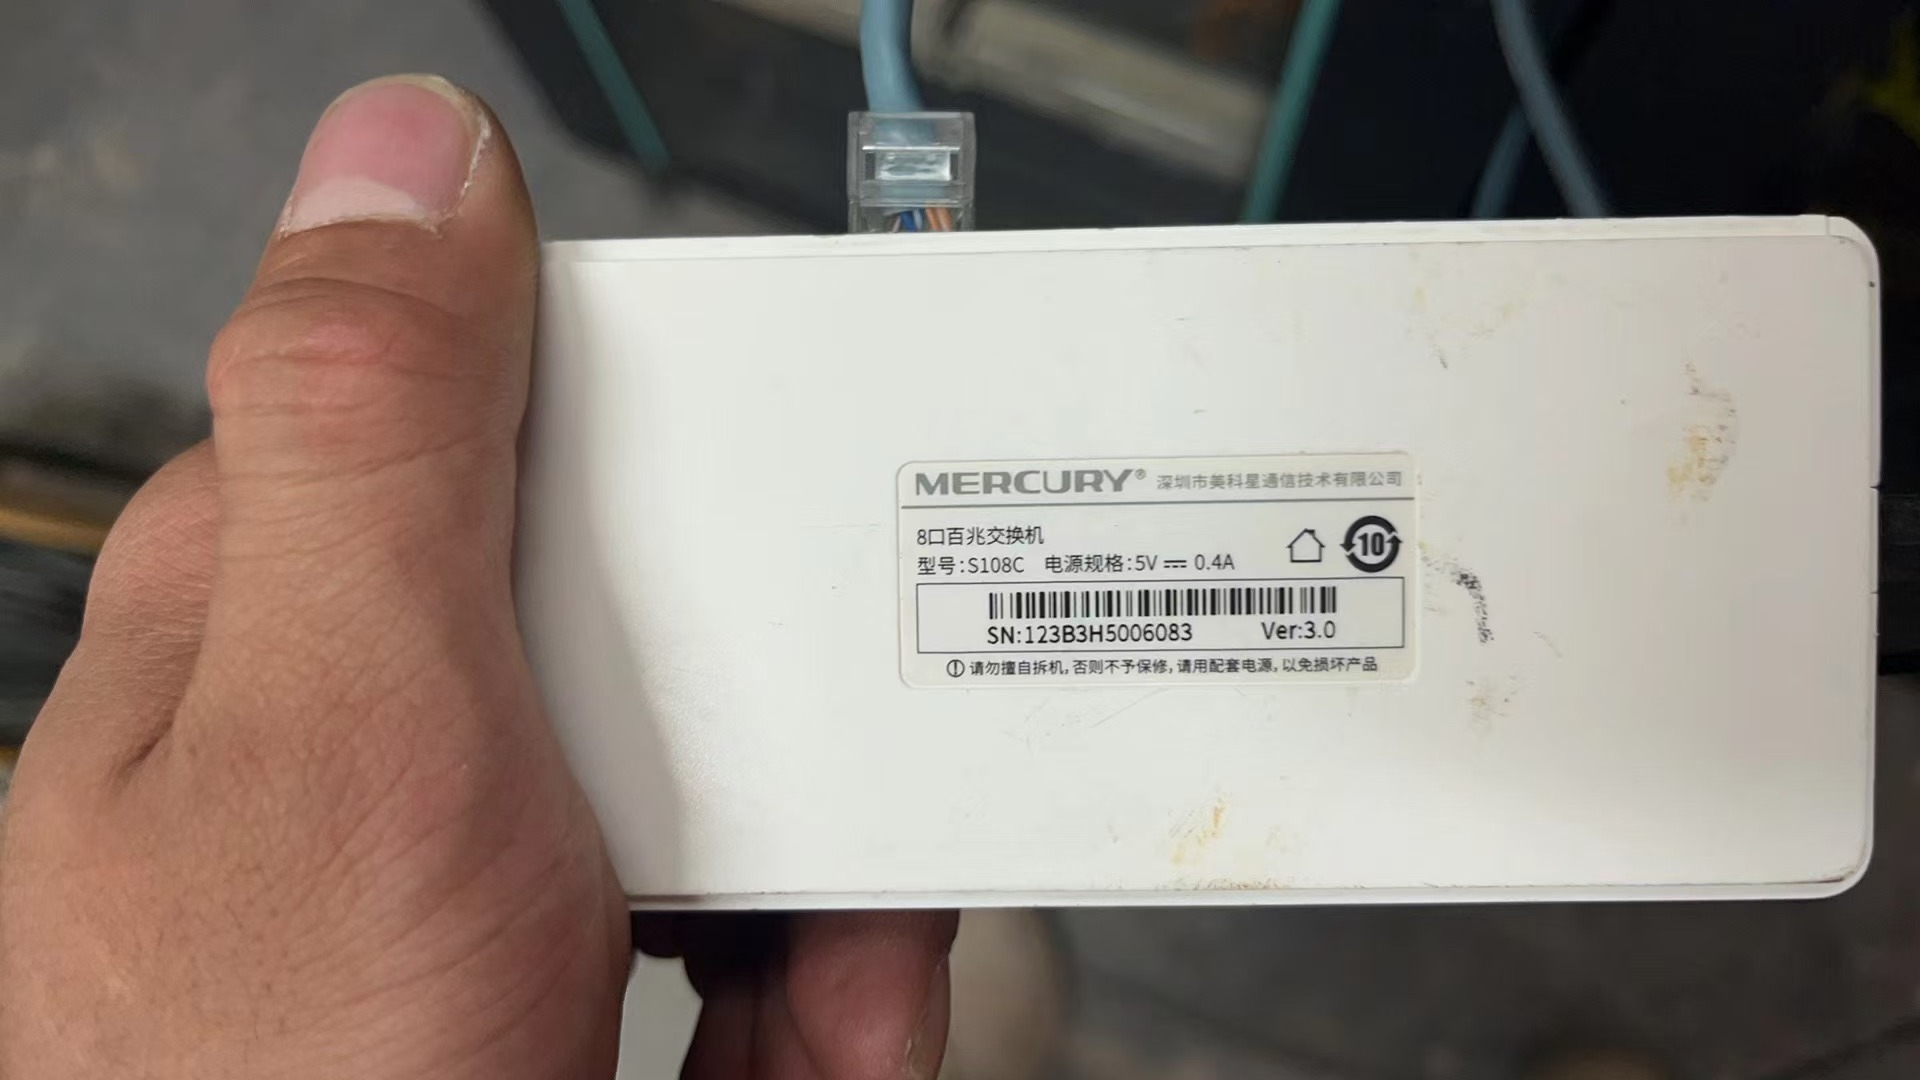 MERCURY® 深圳市美科星通信技术有限公司
8口百兆交换机
型号:S108C 电源规格:5V⎓0.4A
10
SN:123B3H5006083 Ver:3.0
! 请勿擅自拆机,否则不予保修,请用配套电源,以免损坏产品